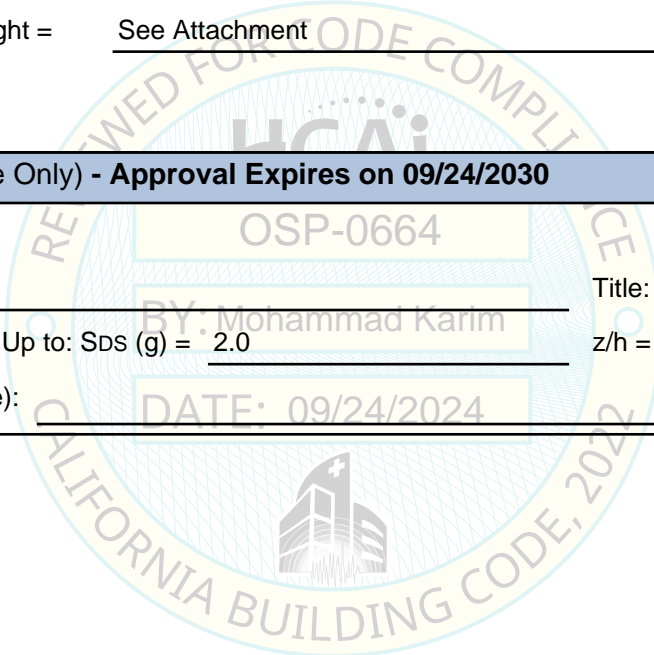 ght = See Attachment
REVIEWED FOR CODE COMPLIANCE
HCAi
e Only) - Approval Expires on 09/24/2030
OSP-0664
Title:
BY: Mohammad Karim
Up to: SDS (g) = 2.0 z/h =
e):
DATE: 09/24/2024
CALIFORNIA BUILDING CODE, 2022